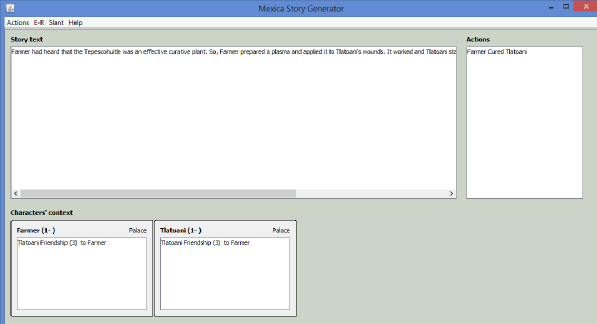 Mexica Story Generator
Actions E-R Slant Help
Story text
Actions
Farmer had heard that the Tepescohuitle was an effective curative plant. So, Farmer prepared a plasma and applied it to Tlatoani's wounds. It worked and Tlatoani sta
Farmer Cured Tlatoani
Characters' context
Farmer (1- ) Palace
Tlatoani Friendship (3) to Farmer
Tlatoani (1- ) Palace
Tlatoani Friendship (3) to Farmer